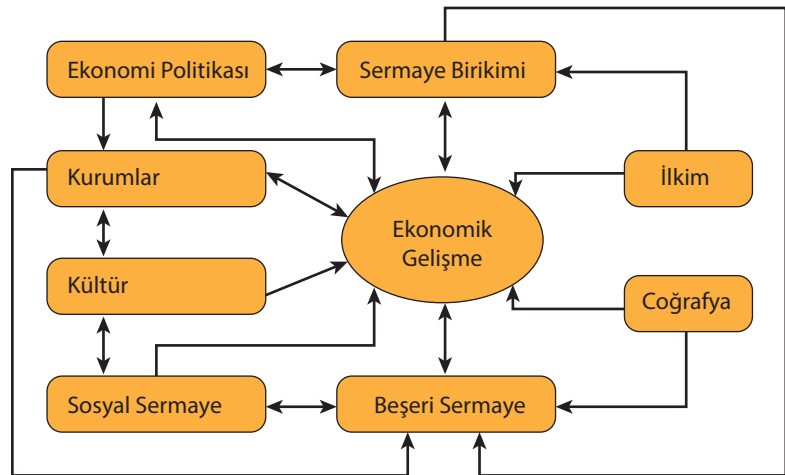 Ekonomi Politikası
Sermaye Birikimi
Kurumlar
İlkim
Ekonomik
Gelişme
Kültür
Coğrafya
Sosyal Sermaye
Beşeri Sermaye